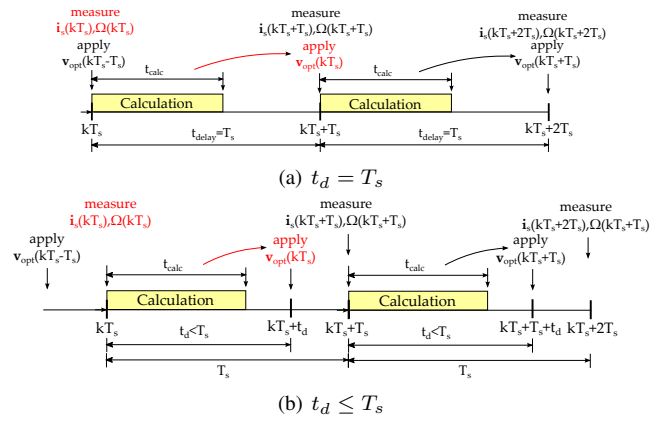 measure
i_s(kT_s),Ω(kT_s)
apply
v_opt(kT_s-T_s)
t_calc
measure
i_s(kT_s+T_s),Ω(kT_s+T_s)
apply
v_opt(kT_s)
t_calc
measure
i_s(kT_s+2T_s),Ω(kT_s+2T_s)
apply
v_opt(kT_s+T_s)
Calculation
Calculation
kT_s
kT_s+T_s
kT_s+2T_s
t_delay=T_s
t_delay=T_s
(a) t_d = T_s
measure
i_s(kT_s),Ω(kT_s)
apply
v_opt(kT_s-T_s)
t_calc
measure
i_s(kT_s+T_s),Ω(kT_s+T_s)
apply
v_opt(kT_s)
t_calc
measure
i_s(kT_s+2T_s),Ω(kT_s+T_s)
apply
v_opt(kT_s+T_s)
Calculation
Calculation
kT_s
kT_s+t_d
kT_s+T_s
kT_s+T_s+t_d
kT_s+2T_s
t_d<T_s
t_d<T_s
T_s
T_s
(b) t_d ≤ T_s